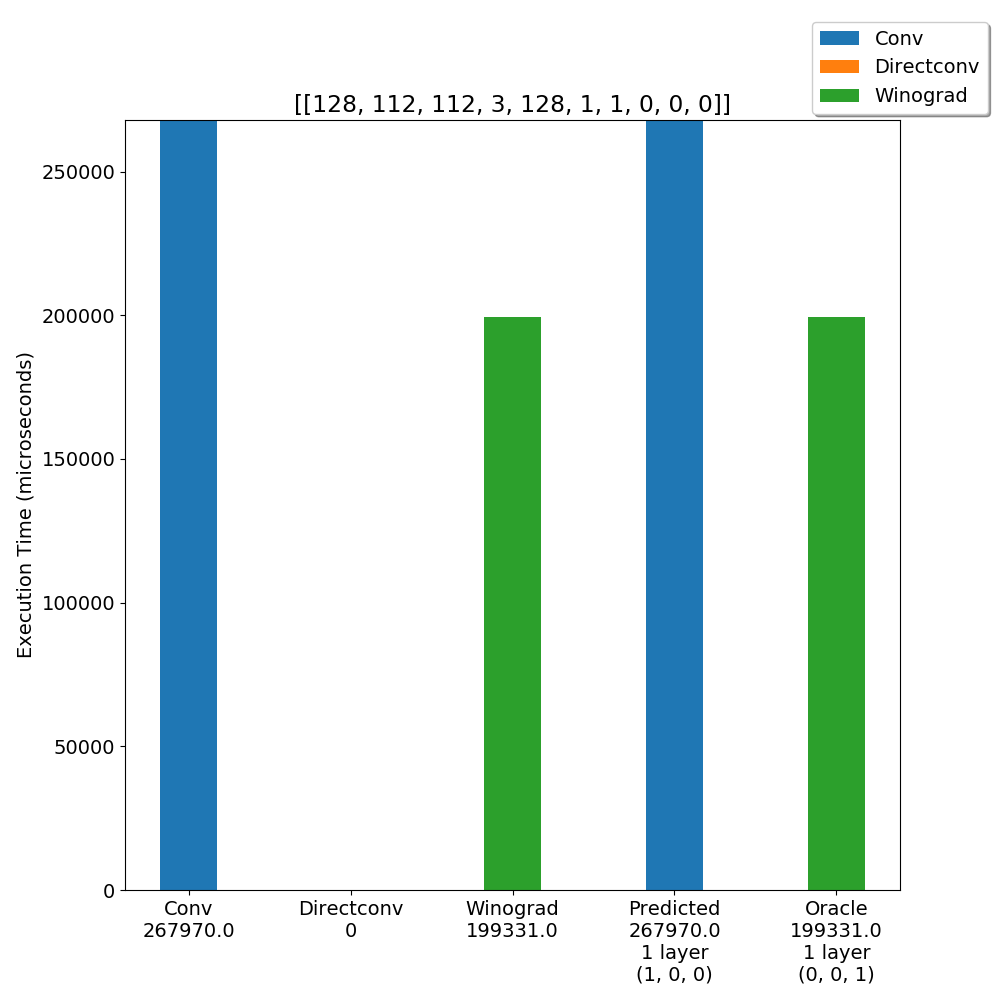 Conv
Directconv
Winograd
[[128, 112, 112, 3, 128, 1, 1, 0, 0, 0]]
Execution Time (microseconds)
250000
200000
150000
100000
50000
0
Conv
267970.0
Directconv
0
Winograd
199331.0
Predicted
267970.0
1 layer
(1, 0, 0)
Oracle
199331.0
1 layer
(0, 0, 1)